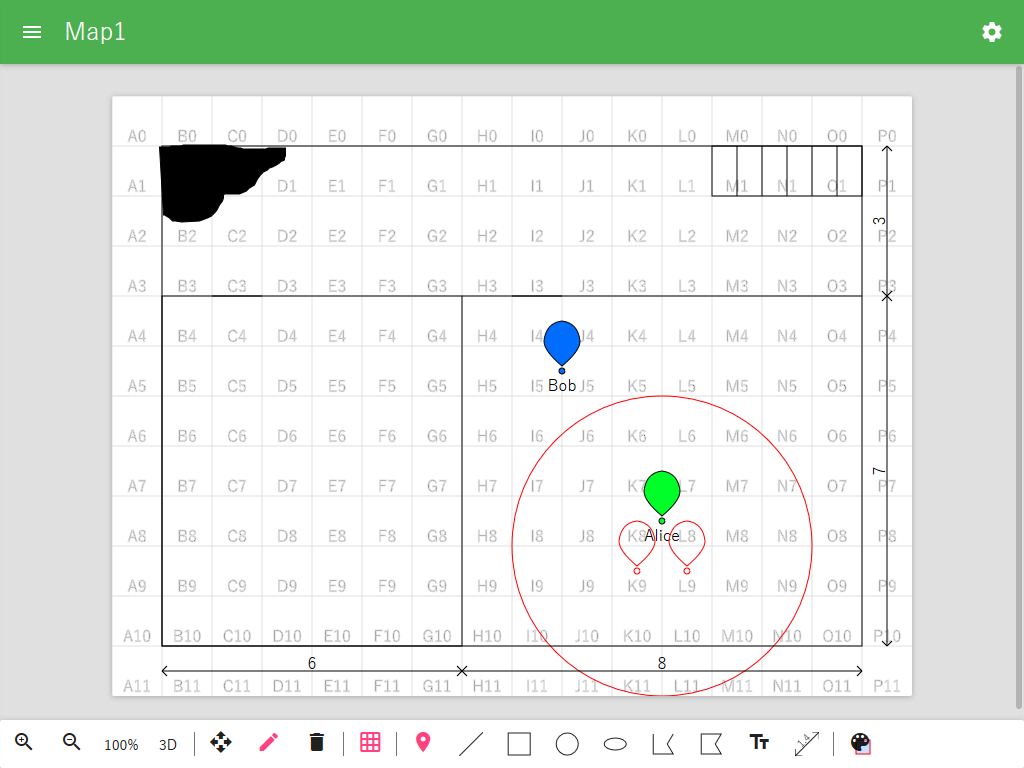 Map1
A0 B0 C0 D0 E0 F0 G0 H0 I0 J0 K0 L0 M0 N0 O0 P0
A1 D1 E1 F1 G1 H1 I1 J1 K1 L1 M1 N1 O1 P1
3
A2 B2 C2 D2 E2 F2 G2 H2 I2 J2 K2 L2 M2 N2 O2 P2
A3 B3 C3 D3 E3 F3 G3 H3 I3 J3 K3 L3 M3 N3 O3 P3
A4 B4 C4 D4 E4 F4 G4 H4 I4 J4 K4 L4 M4 N4 O4 P4
A5 B5 C5 D5 E5 F5 G5 H5 I5 Bob J5 K5 L5 M5 N5 O5 P5
A6 B6 C6 D6 E6 F6 G6 H6 I6 J6 K6 L6 M6 N6 O6 P6
7
A7 B7 C7 D7 E7 F7 G7 H7 I7 J7 K7 L7 M7 N7 O7 P7
A8 B8 C8 D8 E8 F8 G8 H8 I8 J8 K8 Alice L8 M8 N8 O8 P8
A9 B9 C9 D9 E9 F9 G9 H9 I9 J9 K9 L9 M9 N9 O9 P9
A10 B10 C10 D10 E10 F10 G10 H10 I10 J10 K10 L10 M10 N10 O10 P10
6 8
A11 B11 C11 D11 E11 F11 G11 H11 I11 J11 K11 L11 M11 N11 O11 P11
100% 3D Tт 1.4